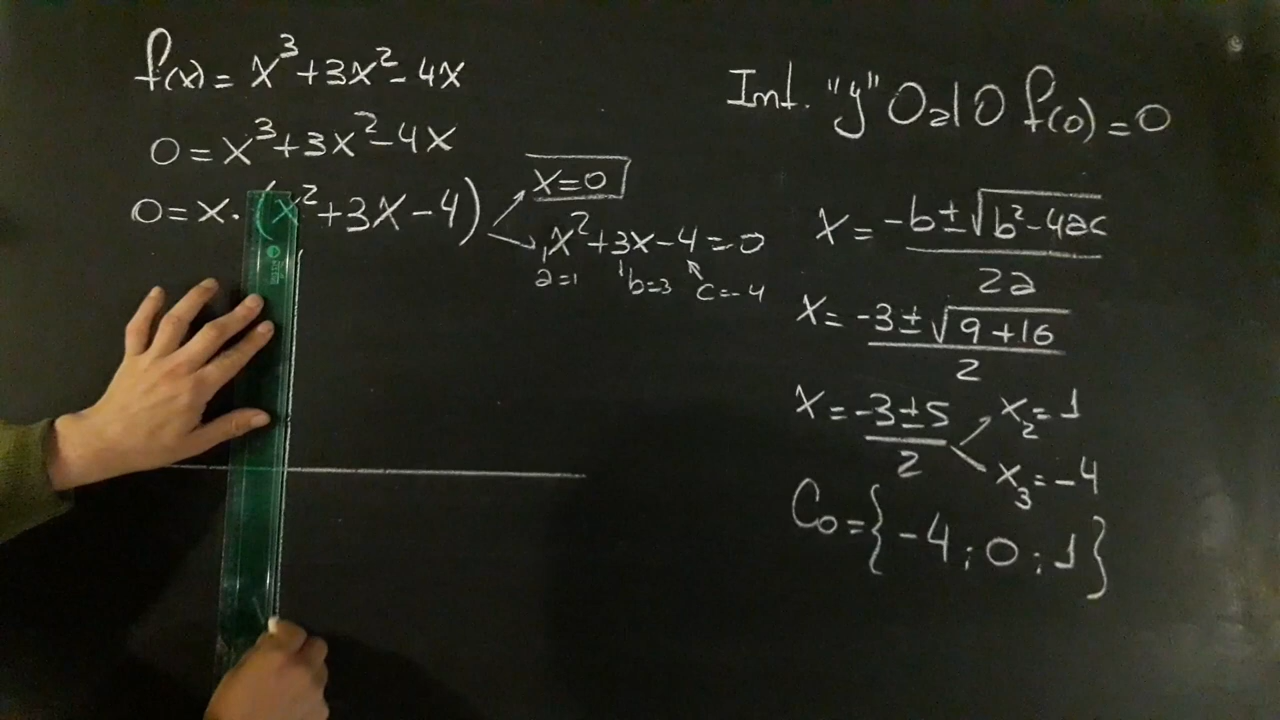 f(x) = x³+3x²-4x
0 = x³+3x²-4x
0 = x·(x²+3x-4)
x=0
1x²+3x-4=0
a=1 b=3 c=-4
Int. "y" O.d O f(0)=0
x = -b±√b²-4ac / 2a
x = -3±√9+16 / 2
x = -3±5 / 2
x₂=1
x₃=-4
C₀={-4;0;1}